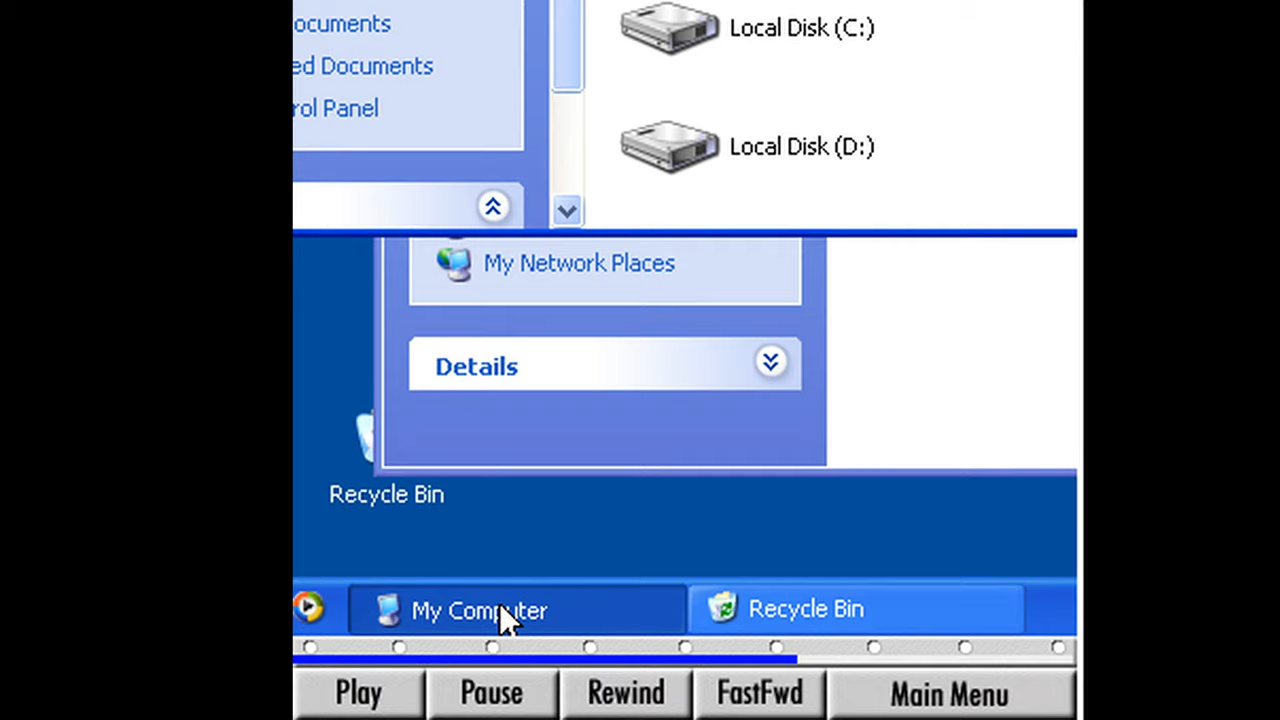 ocuments
ed Documents
rol Panel
Local Disk (C:)
Local Disk (D:)
My Network Places
Details
Recycle Bin
My Computer
Recycle Bin
Play
Pause
Rewind
FastFwd
Main Menu